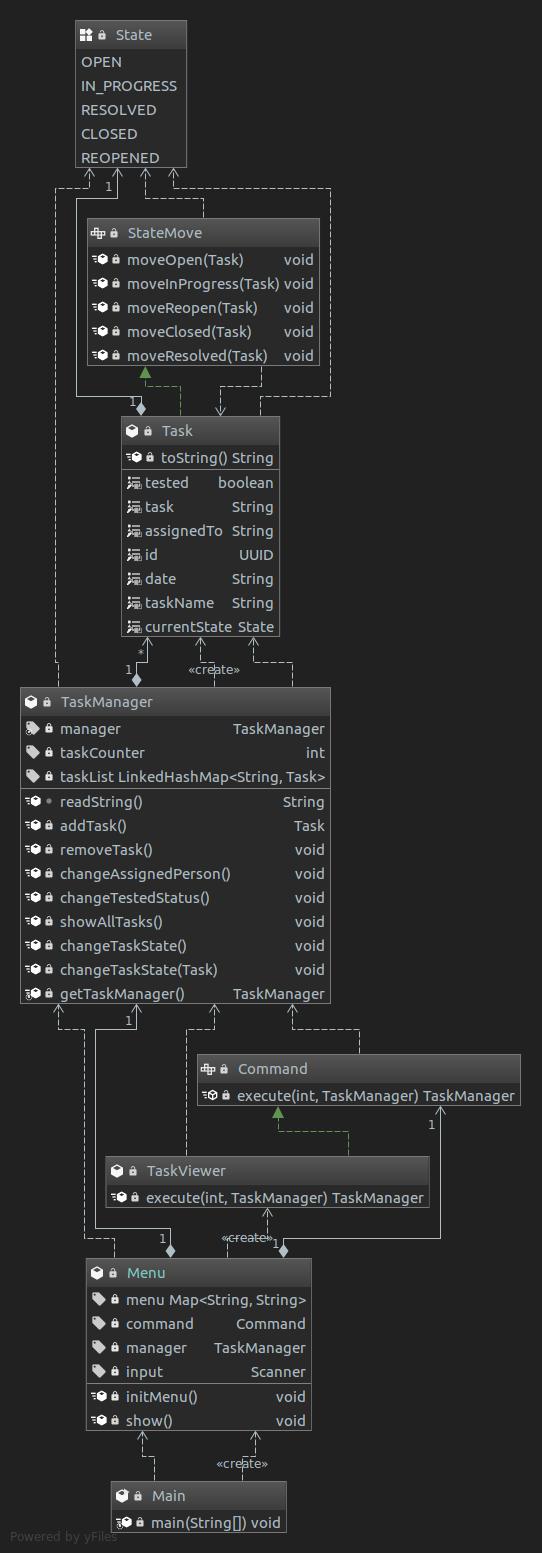 State
OPEN
IN_PROGRESS
RESOLVED
CLOSED
REOPENED
1
StateMove
moveOpen(Task) void
moveInProgress(Task) void
moveReopen(Task) void
moveClosed(Task) void
moveResolved(Task) void
1
Task
toString() String
tested boolean
task String
assignedTo String
id UUID
date String
taskName String
currentState State
*
1 «create»
TaskManager
manager TaskManager
taskCounter int
taskList LinkedHashMap<String, Task>
readString() String
addTask() Task
removeTask() void
changeAssignedPerson() void
changeTestedStatus() void
showAllTasks() void
changeTaskState() void
changeTaskState(Task) void
getTaskManager() TaskManager
1
Command
execute(int, TaskManager) TaskManager
1
TaskViewer
execute(int, TaskManager) TaskManager
1 «create» 1
Menu
menu Map<String, String>
command Command
manager TaskManager
input Scanner
initMenu() void
show() void
«create»
Main
main(String[]) void
Powered by yFiles